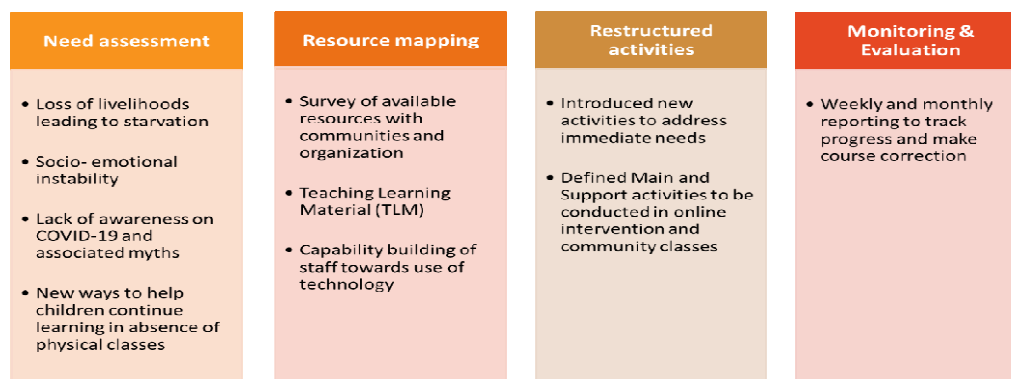 Need assessment
• Loss of livelihoods
leading to starvation
• Socio- emotional
instability
• Lack of awareness on
COVID-19 and
associated myths
• New ways to help
children continue
learning in absence of
physical classes
Resource mapping
• Survey of available
resources with
communities and
organization
• Teaching Learning
Material (TLM)
• Capability building of
staff towards use of
technology
Restructured
activities
• Introduced new
activities to address
immediate needs
• Defined Main and
Support activities to be
conducted in online
intervention and
community classes
Monitoring &
Evaluation
• Weekly and monthly
reporting to track
progress and make
course correction